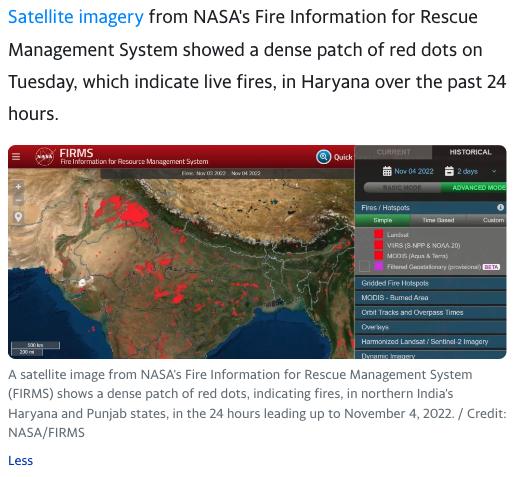 Satellite imagery from NASA's Fire Information for Rescue
Management System showed a dense patch of red dots on
Tuesday, which indicate live fires, in Haryana over the past 24
hours.
NASA
FIRMS
Fire Information for Resource Management System
Quick
Fires: Nov 03 2022 Nov 04 2022
CURRENT
HISTORICAL
Nov 04 2022
2 days
BASIC MODE
ADVANCED MODE
Fires / Hotspots
Simple
Time Based
Custom
Landsat
VIIRS (S-NPP & NOAA-20)
MODIS (Aqua & Terra)
Filtered Geostationary (provisional) BETA
Gridded Fire Hotspots
MODIS - Burned Area
Orbit Tracks and Overpass Times
Overlays
Harmonized Landsat / Sentinel-2 Imagery
Dynamic Imagery
500 km
200 mi
A satellite image from NASA's Fire Information for Rescue Management System
(FIRMS) shows a dense patch of red dots, indicating fires, in northern India's
Haryana and Punjab states, in the 24 hours leading up to November 4, 2022. / Credit:
NASA/FIRMS
Less